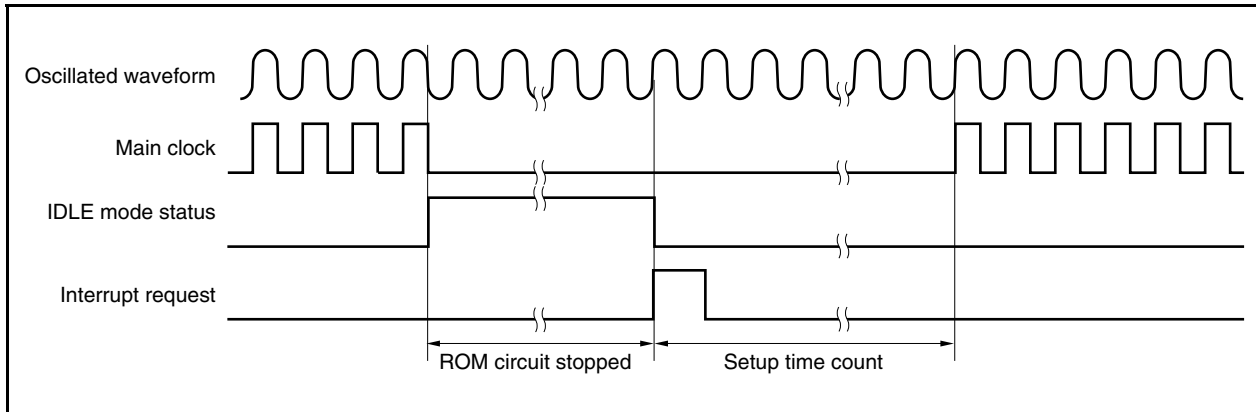 Oscillated waveform
Main clock
IDLE mode status
Interrupt request
ROM circuit stopped
Setup time count